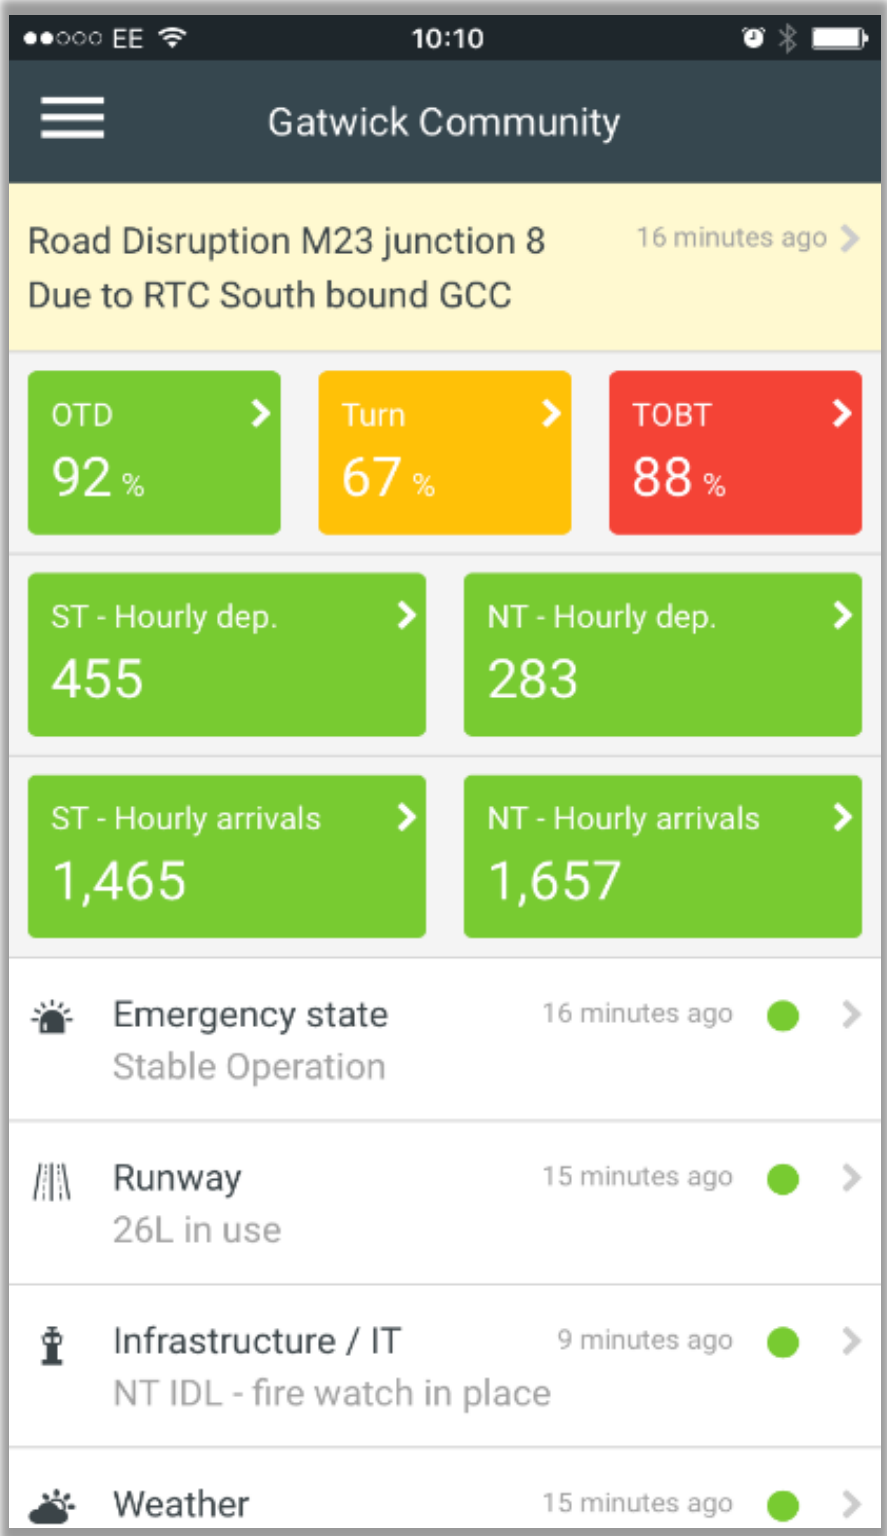 EE 10:10
Gatwick Community
Road Disruption M23 junction 8 16 minutes ago
Due to RTC South bound GCC
OTD Turn TOBT
92 % 67 % 88 %
ST - Hourly dep. NT - Hourly dep.
455 283
ST - Hourly arrivals NT - Hourly arrivals
1,465 1,657
Emergency state 16 minutes ago
Stable Operation
Runway 15 minutes ago
26L in use
Infrastructure / IT 9 minutes ago
NT IDL - fire watch in place
Weather 15 minutes ago